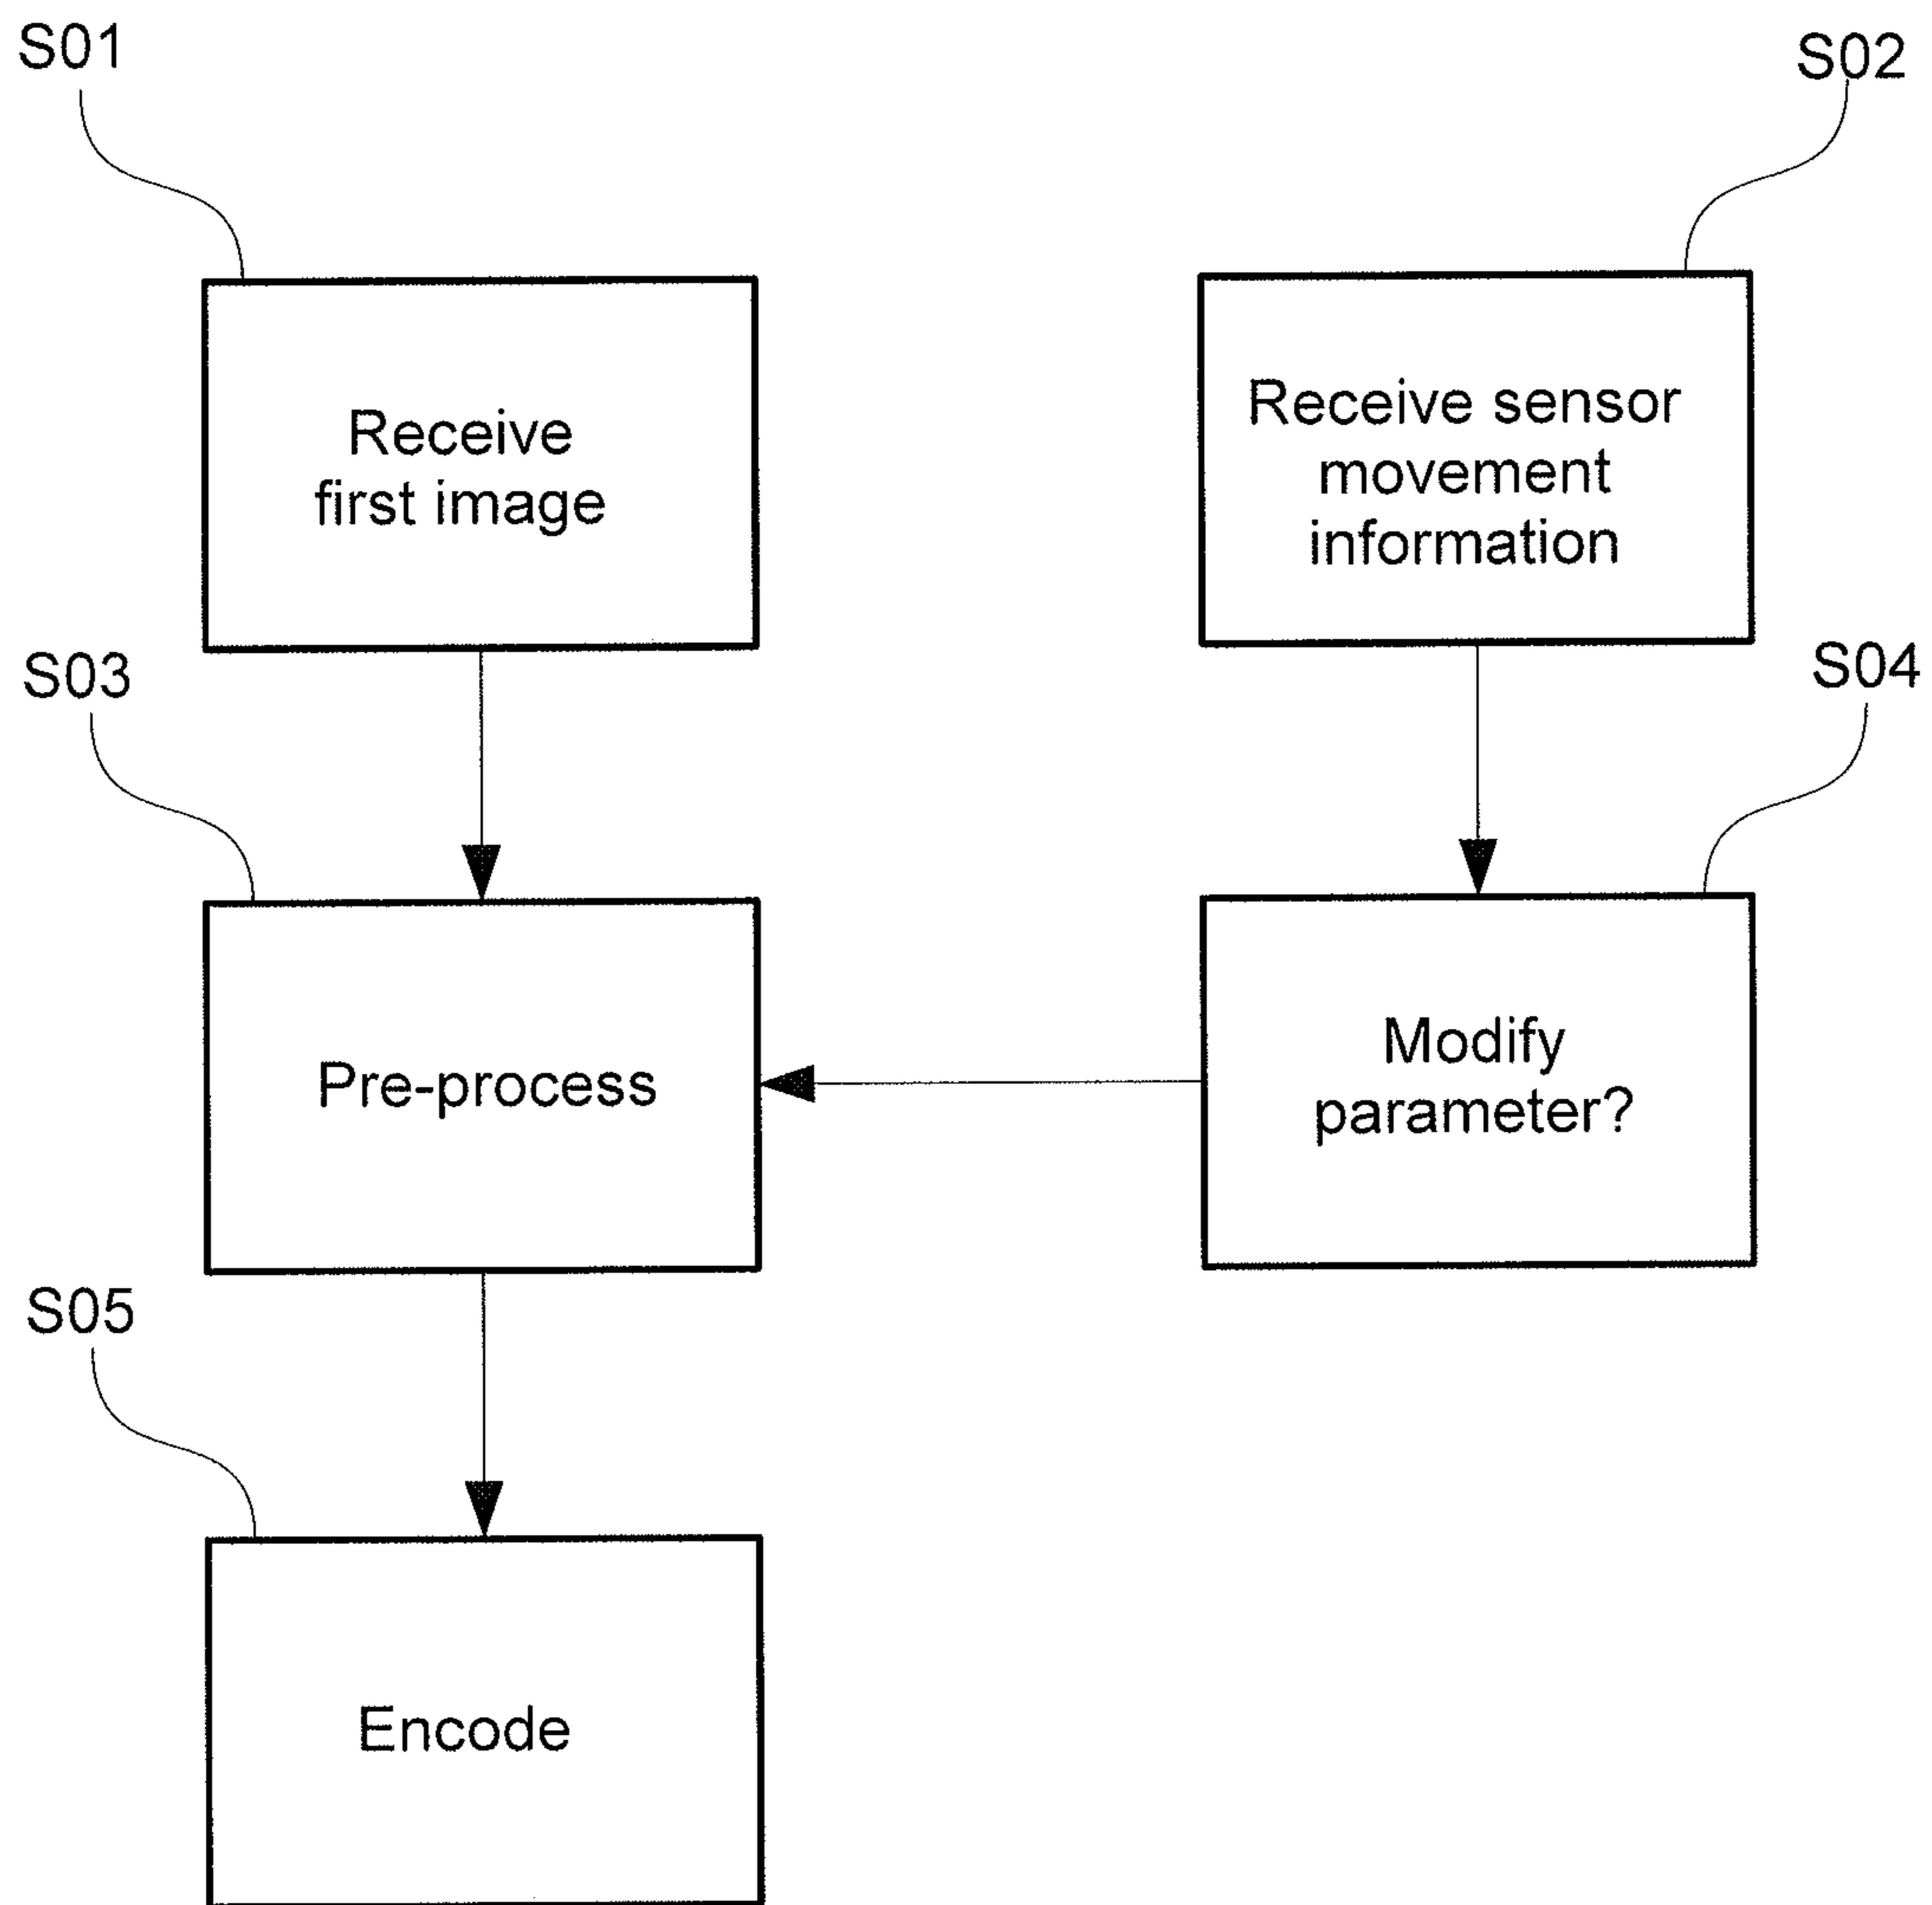 S01
S02
Receive
first image
Receive sensor
movement
information
S03
S04
Pre-process
Modify
parameter?
S05
Encode